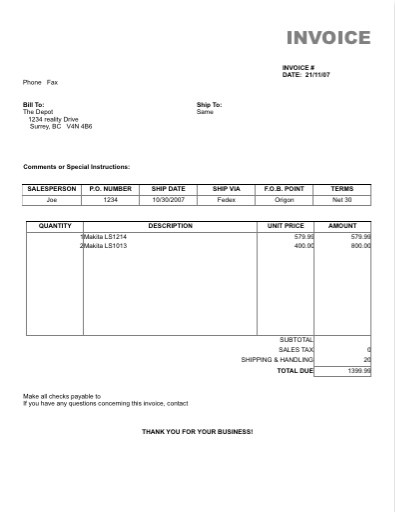 INVOICE
INVOICE #
DATE: 21/11/07
Phone Fax
Bill To: Ship To:
The Depot Same
1234 reality Drive
Surrey, BC V4N 4B6
Comments or Special Instructions:
SALESPERSON P.O. NUMBER SHIP DATE SHIP VIA F.O.B. POINT TERMS
Joe 1234 10/30/2007 Fedex Origon Net 30
QUANTITY DESCRIPTION UNIT PRICE AMOUNT
1 Makita LS1214 579.99 579.99
2 Makita LS1013 400.00 800.00
SUBTOTAL
SALES TAX 0
SHIPPING & HANDLING 20
TOTAL DUE 1399.99
Make all checks payable to
If you have any questions concerning this invoice, contact
THANK YOU FOR YOUR BUSINESS!